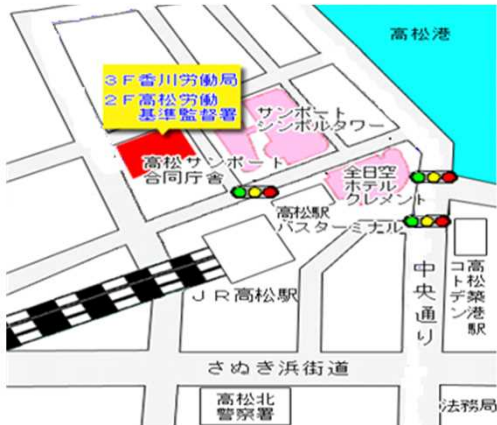 高松港
3F香川労働局
2F高松労働
基準監督署
サンポート
シンボルタワー
高松サンポート
合同庁舎
全日空
ホテル
クレメント
高松駅
バスターミナル
JR高松駅
中央通り
コトデン
高松築港駅
さぬき浜街道
高松北
警察署
法務局